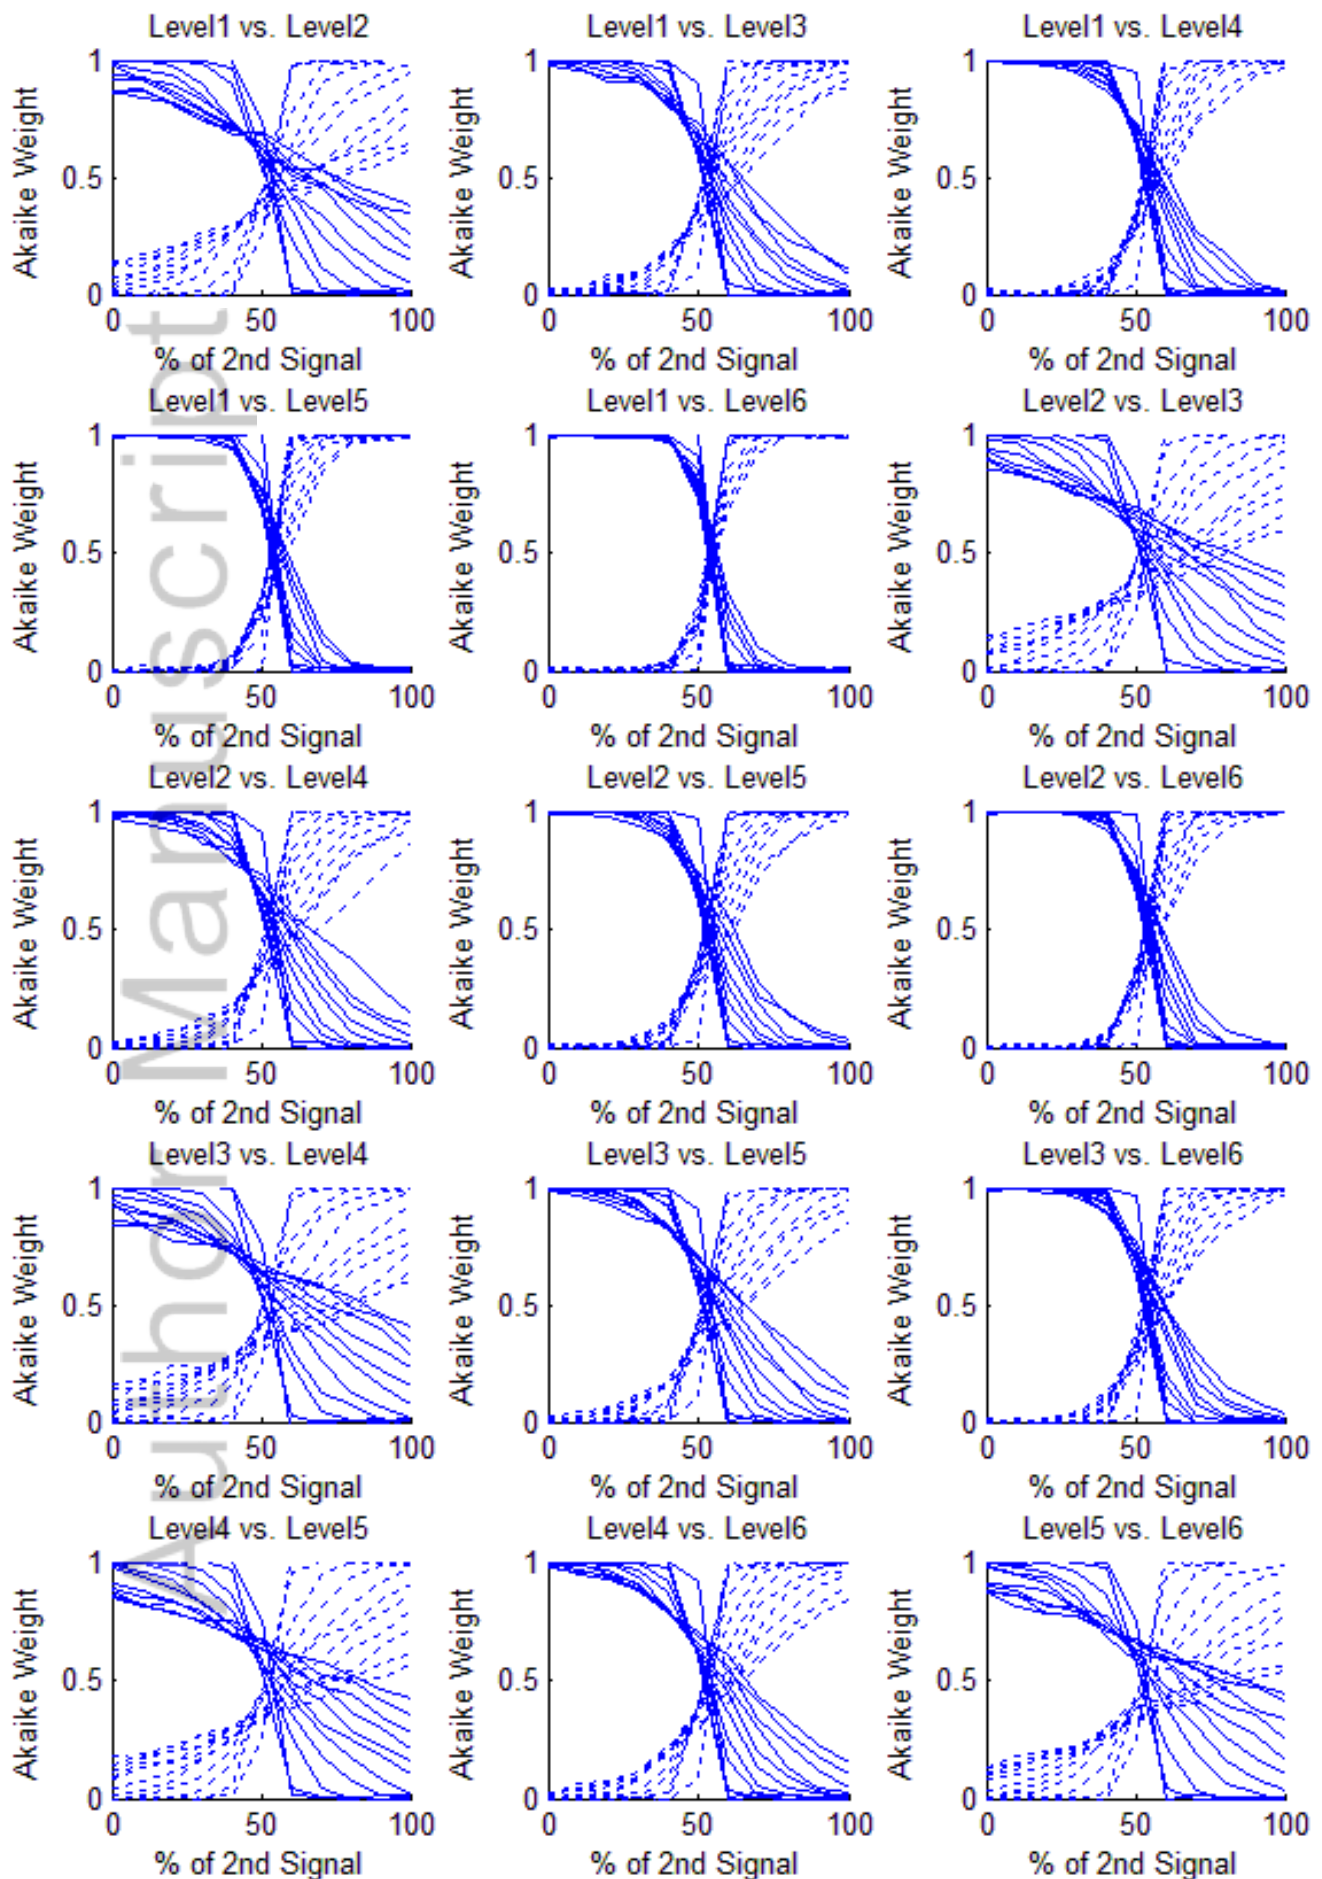 Level1 vs. Level2
Level1 vs. Level3
Level1 vs. Level4
1
0.5
0
0
50
100
Akaike Weight
% of 2nd Signal
1
0.5
0
0
50
100
Akaike Weight
% of 2nd Signal
1
0.5
0
0
50
100
Akaike Weight
% of 2nd Signal
Level1 vs. Level5
Level1 vs. Level6
Level2 vs. Level3
1
0.5
0
0
50
100
Akaike Weight
% of 2nd Signal
1
0.5
0
0
50
100
Akaike Weight
% of 2nd Signal
1
0.5
0
0
50
100
Akaike Weight
% of 2nd Signal
Level2 vs. Level4
Level2 vs. Level5
Level2 vs. Level6
1
0.5
0
0
50
100
Akaike Weight
% of 2nd Signal
1
0.5
0
0
50
100
Akaike Weight
% of 2nd Signal
1
0.5
0
0
50
100
Akaike Weight
% of 2nd Signal
Level3 vs. Level4
Level3 vs. Level5
Level3 vs. Level6
1
0.5
0
0
50
100
Akaike Weight
% of 2nd Signal
1
0.5
0
0
50
100
Akaike Weight
% of 2nd Signal
1
0.5
0
0
50
100
Akaike Weight
% of 2nd Signal
Level4 vs. Level5
Level4 vs. Level6
Level5 vs. Level6
1
0.5
0
0
50
100
Akaike Weight
% of 2nd Signal
1
0.5
0
0
50
100
Akaike Weight
% of 2nd Signal
1
0.5
0
0
50
100
Akaike Weight
% of 2nd Signal
Author Manuscript